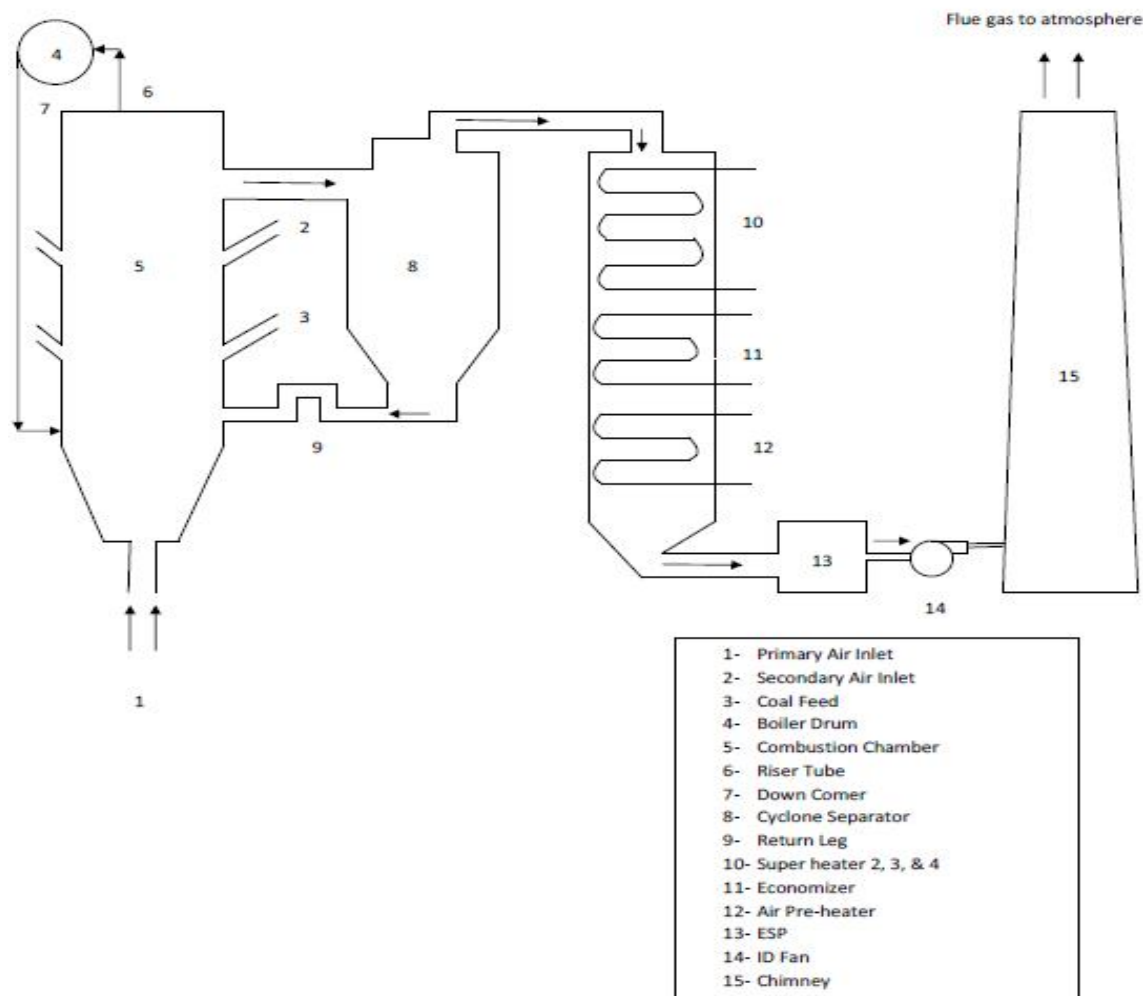 Flue gas to atmosphere
4
6
7
2
10
5
8
3
11
15
9
12
13
14
1
1- Primary Air Inlet
2- Secondary Air Inlet
3- Coal Feed
4- Boiler Drum
5- Combustion Chamber
6- Riser Tube
7- Down Comer
8- Cyclone Separator
9- Return Leg
10- Super heater 2, 3, & 4
11- Economizer
12- Air Pre-heater
13- ESP
14- ID Fan
15- Chimney